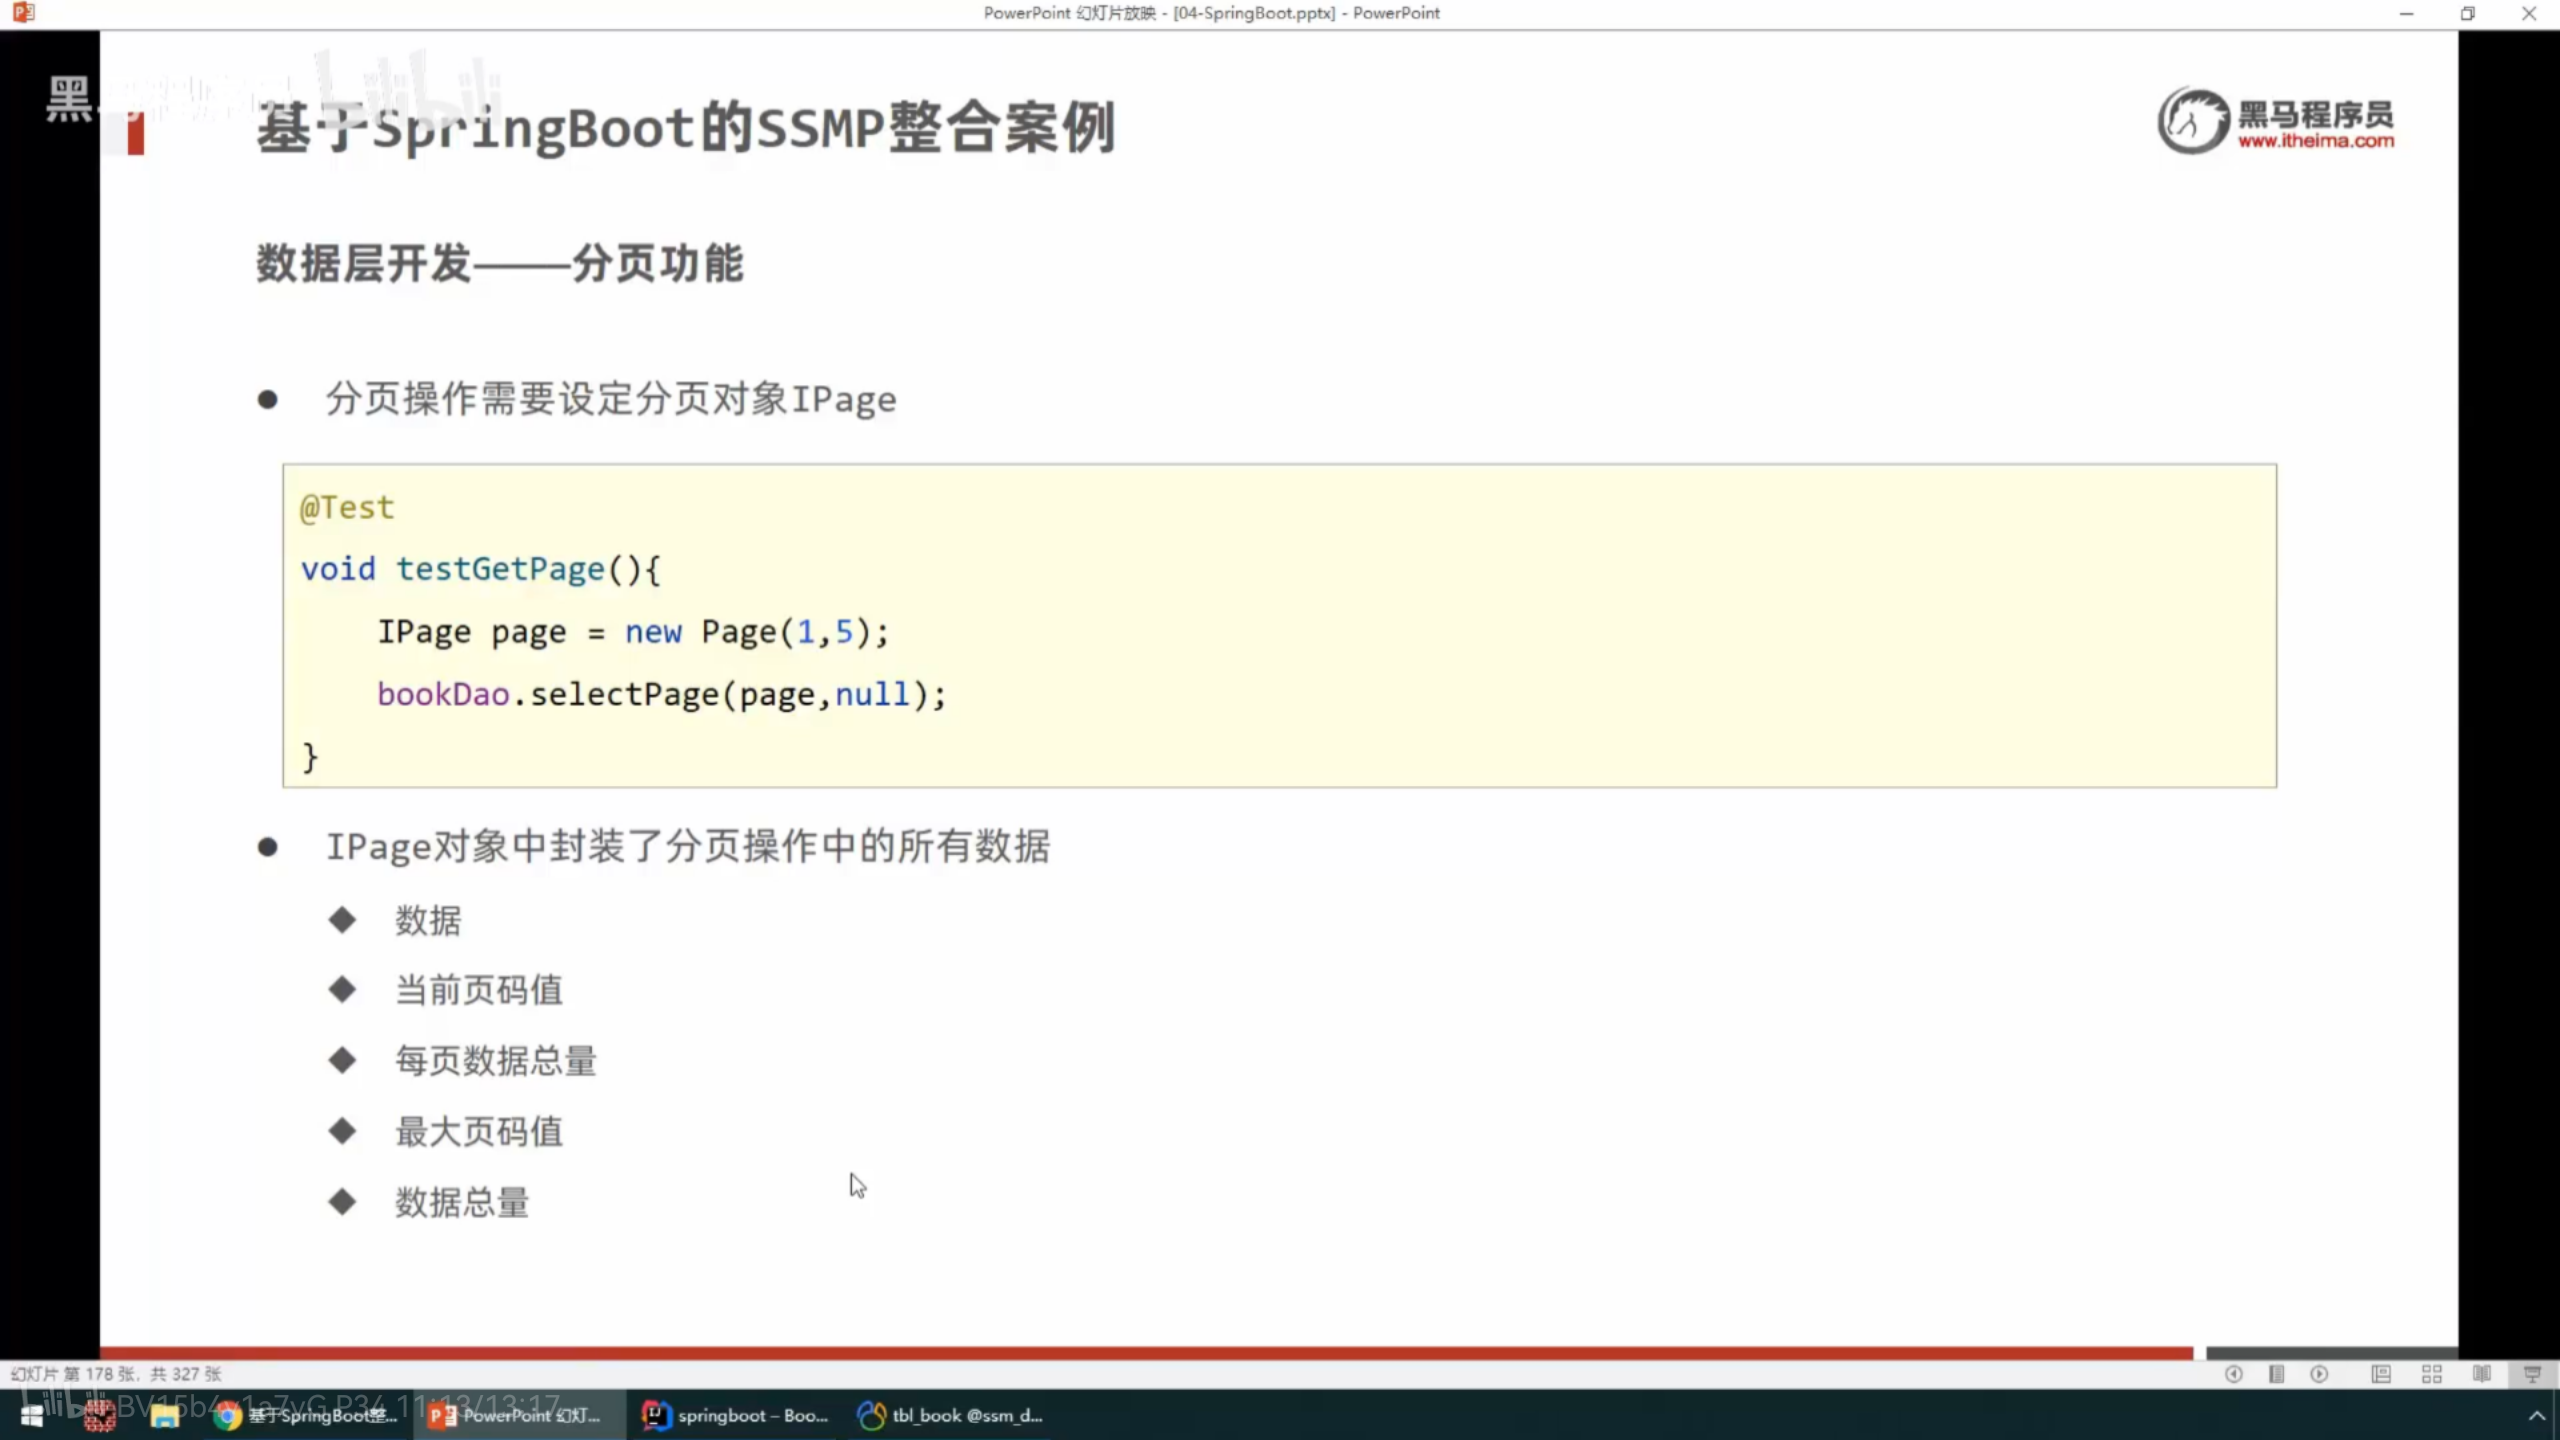 PowerPoint 幻灯片放映 - [04-SpringBoot.pptx] - PowerPoint
基于SpringBoot的SSMP整合案例
黑马程序员
www.itheima.com
数据层开发——分页功能
分页操作需要设定分页对象IPage
@Test
void testGetPage(){
IPage page = new Page(1,5);
bookDao.selectPage(page,null);
}
IPage对象中封装了分页操作中的所有数据
数据
当前页码值
每页数据总量
最大页码值
数据总量
幻灯片 第 178 张，共 327 张
基于SpringBoot整...
PowerPoint 幻灯...
springboot – Boo...
tbl_book @ssm_d...